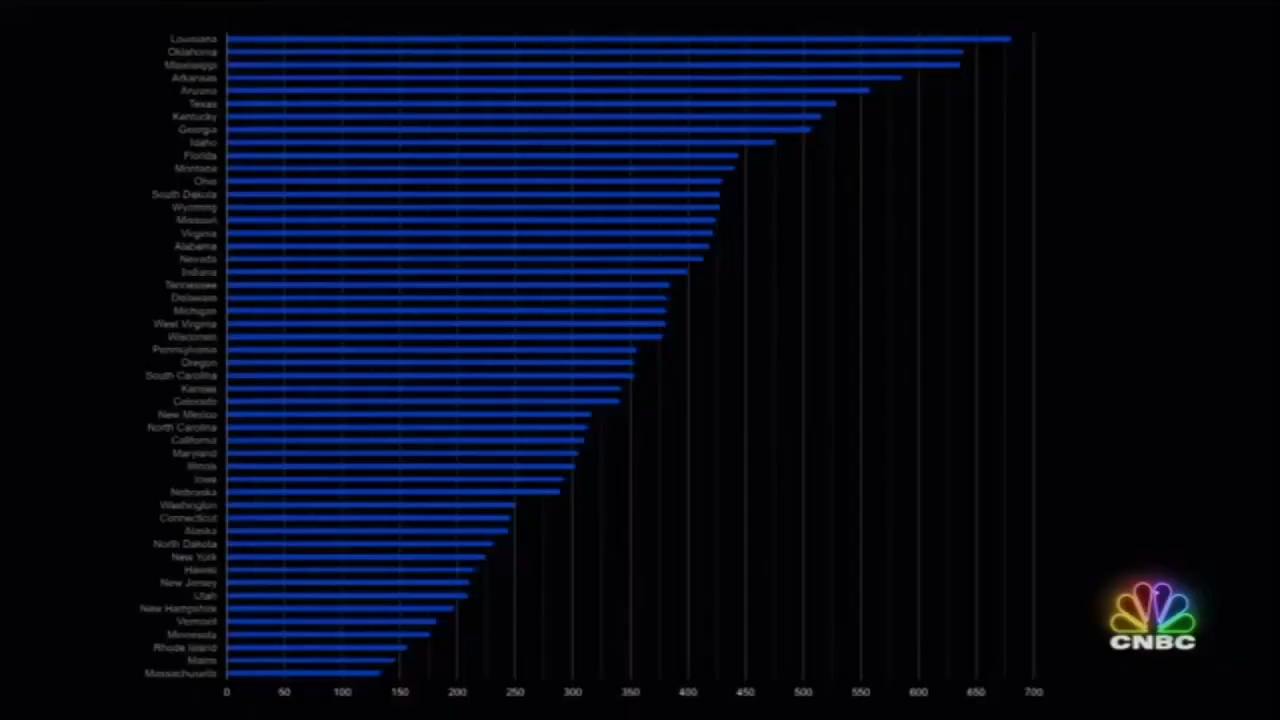 Louisiana
Oklahoma
Mississippi
Arkansas
Arizona
Texas
Kentucky
Georgia
Idaho
Florida
Montana
Ohio
South Dakota
Wyoming
Missouri
Virginia
Alabama
Nevada
Indiana
Tennessee
Delaware
Michigan
West Virginia
Wisconsin
Pennsylvania
Oregon
South Carolina
Kansas
Colorado
New Mexico
North Carolina
California
Maryland
Illinois
Iowa
Nebraska
Washington
Connecticut
Alaska
North Dakota
New York
Hawaii
New Jersey
Utah
New Hampshire
Vermont
Minnesota
Rhode Island
Maine
Massachusetts
0 50 100 150 200 250 300 350 400 450 500 550 600 650 700
CNBC